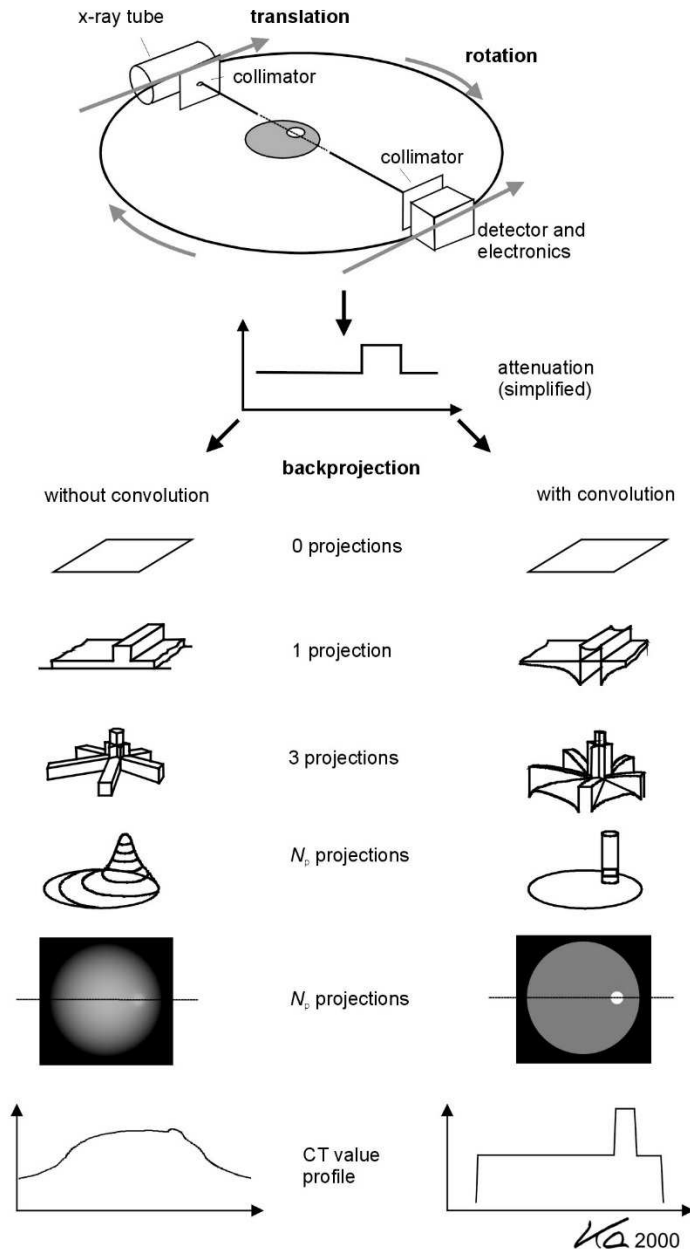 x-ray tube
translation
collimator
rotation
collimator
detector and
electronics
attenuation
(simplified)
backprojection
without convolution
with convolution
0 projections
1 projection
3 projections
Np projections
Np projections
CT value
profile
2000